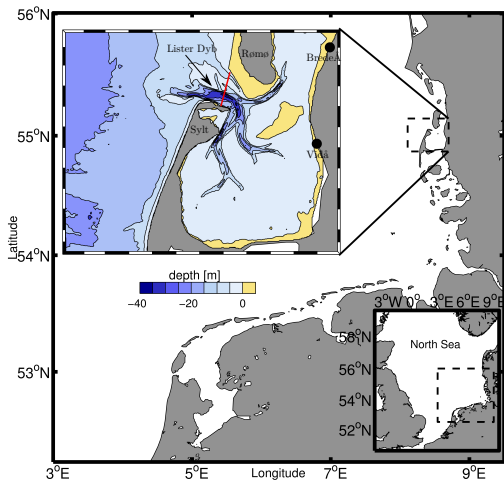 56°N
55°N
54°N
53°N
Latitude
3°E
5°E
7°E
9°E
Longitude
Lister Dyb
Rømø
BredeÅ
Sylt
Vidå
depth [m]
−40
−20
0
3°W
0°
3°E
6°E
9°E
58°N
56°N
54°N
52°N
North Sea